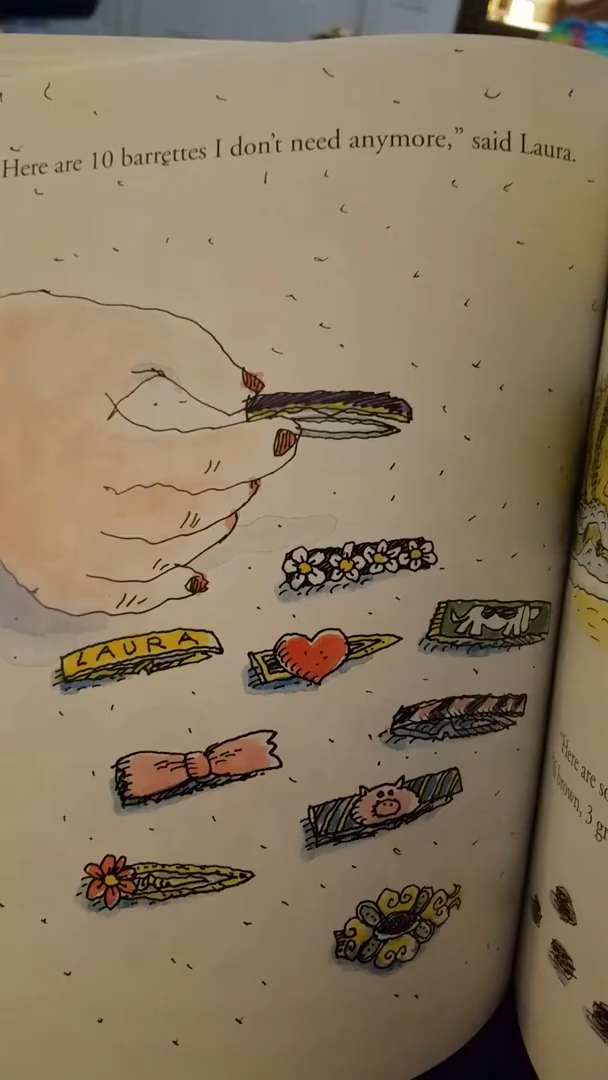 Here are 10 barrettes I don't need anymore,” said Laura.
LAURA
“Here are
brown, 3